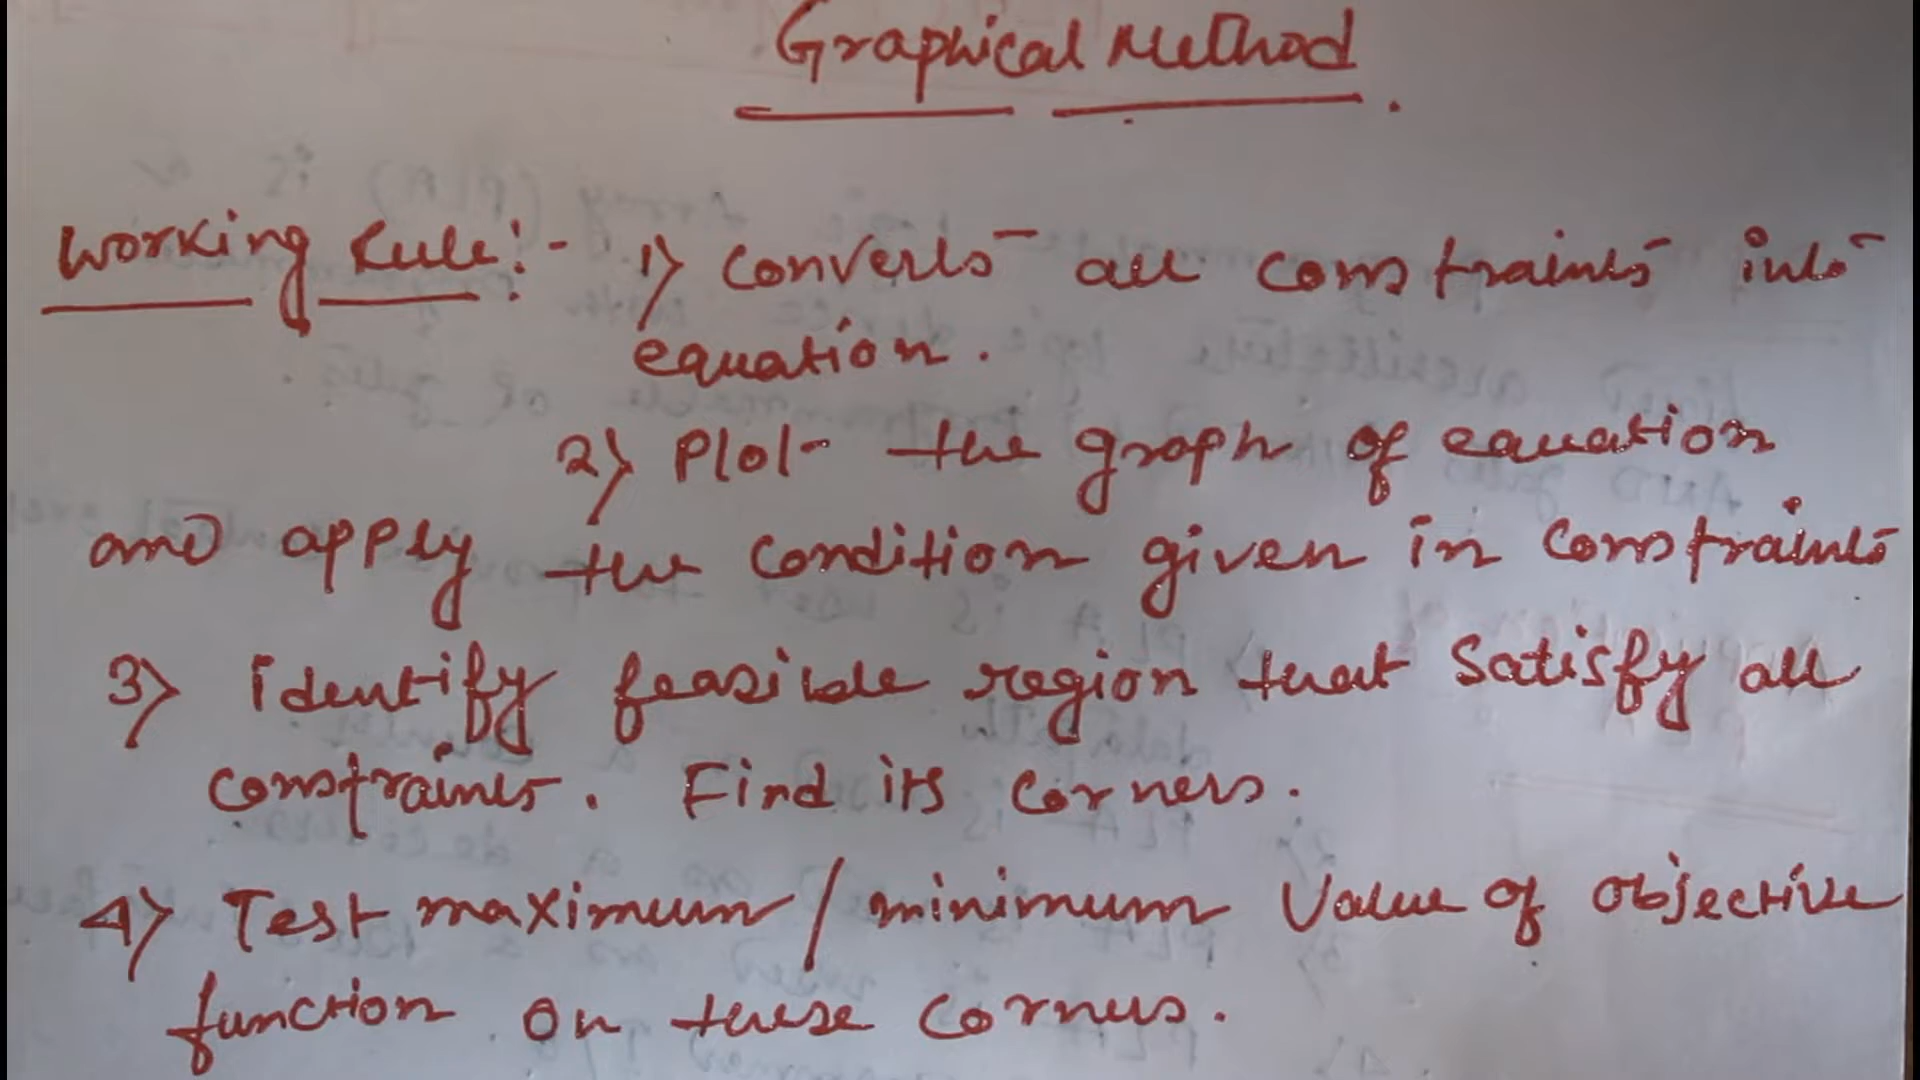 Graphical Method
Working Rule:- 1) Converts all constraints into
equation.
2) Plot the graph of equation
and apply the condition given in constraints
3) identify feasible region that satisfy all
constraints. Find its corners.
4) Test maximum/minimum value of objective
function on these corners.